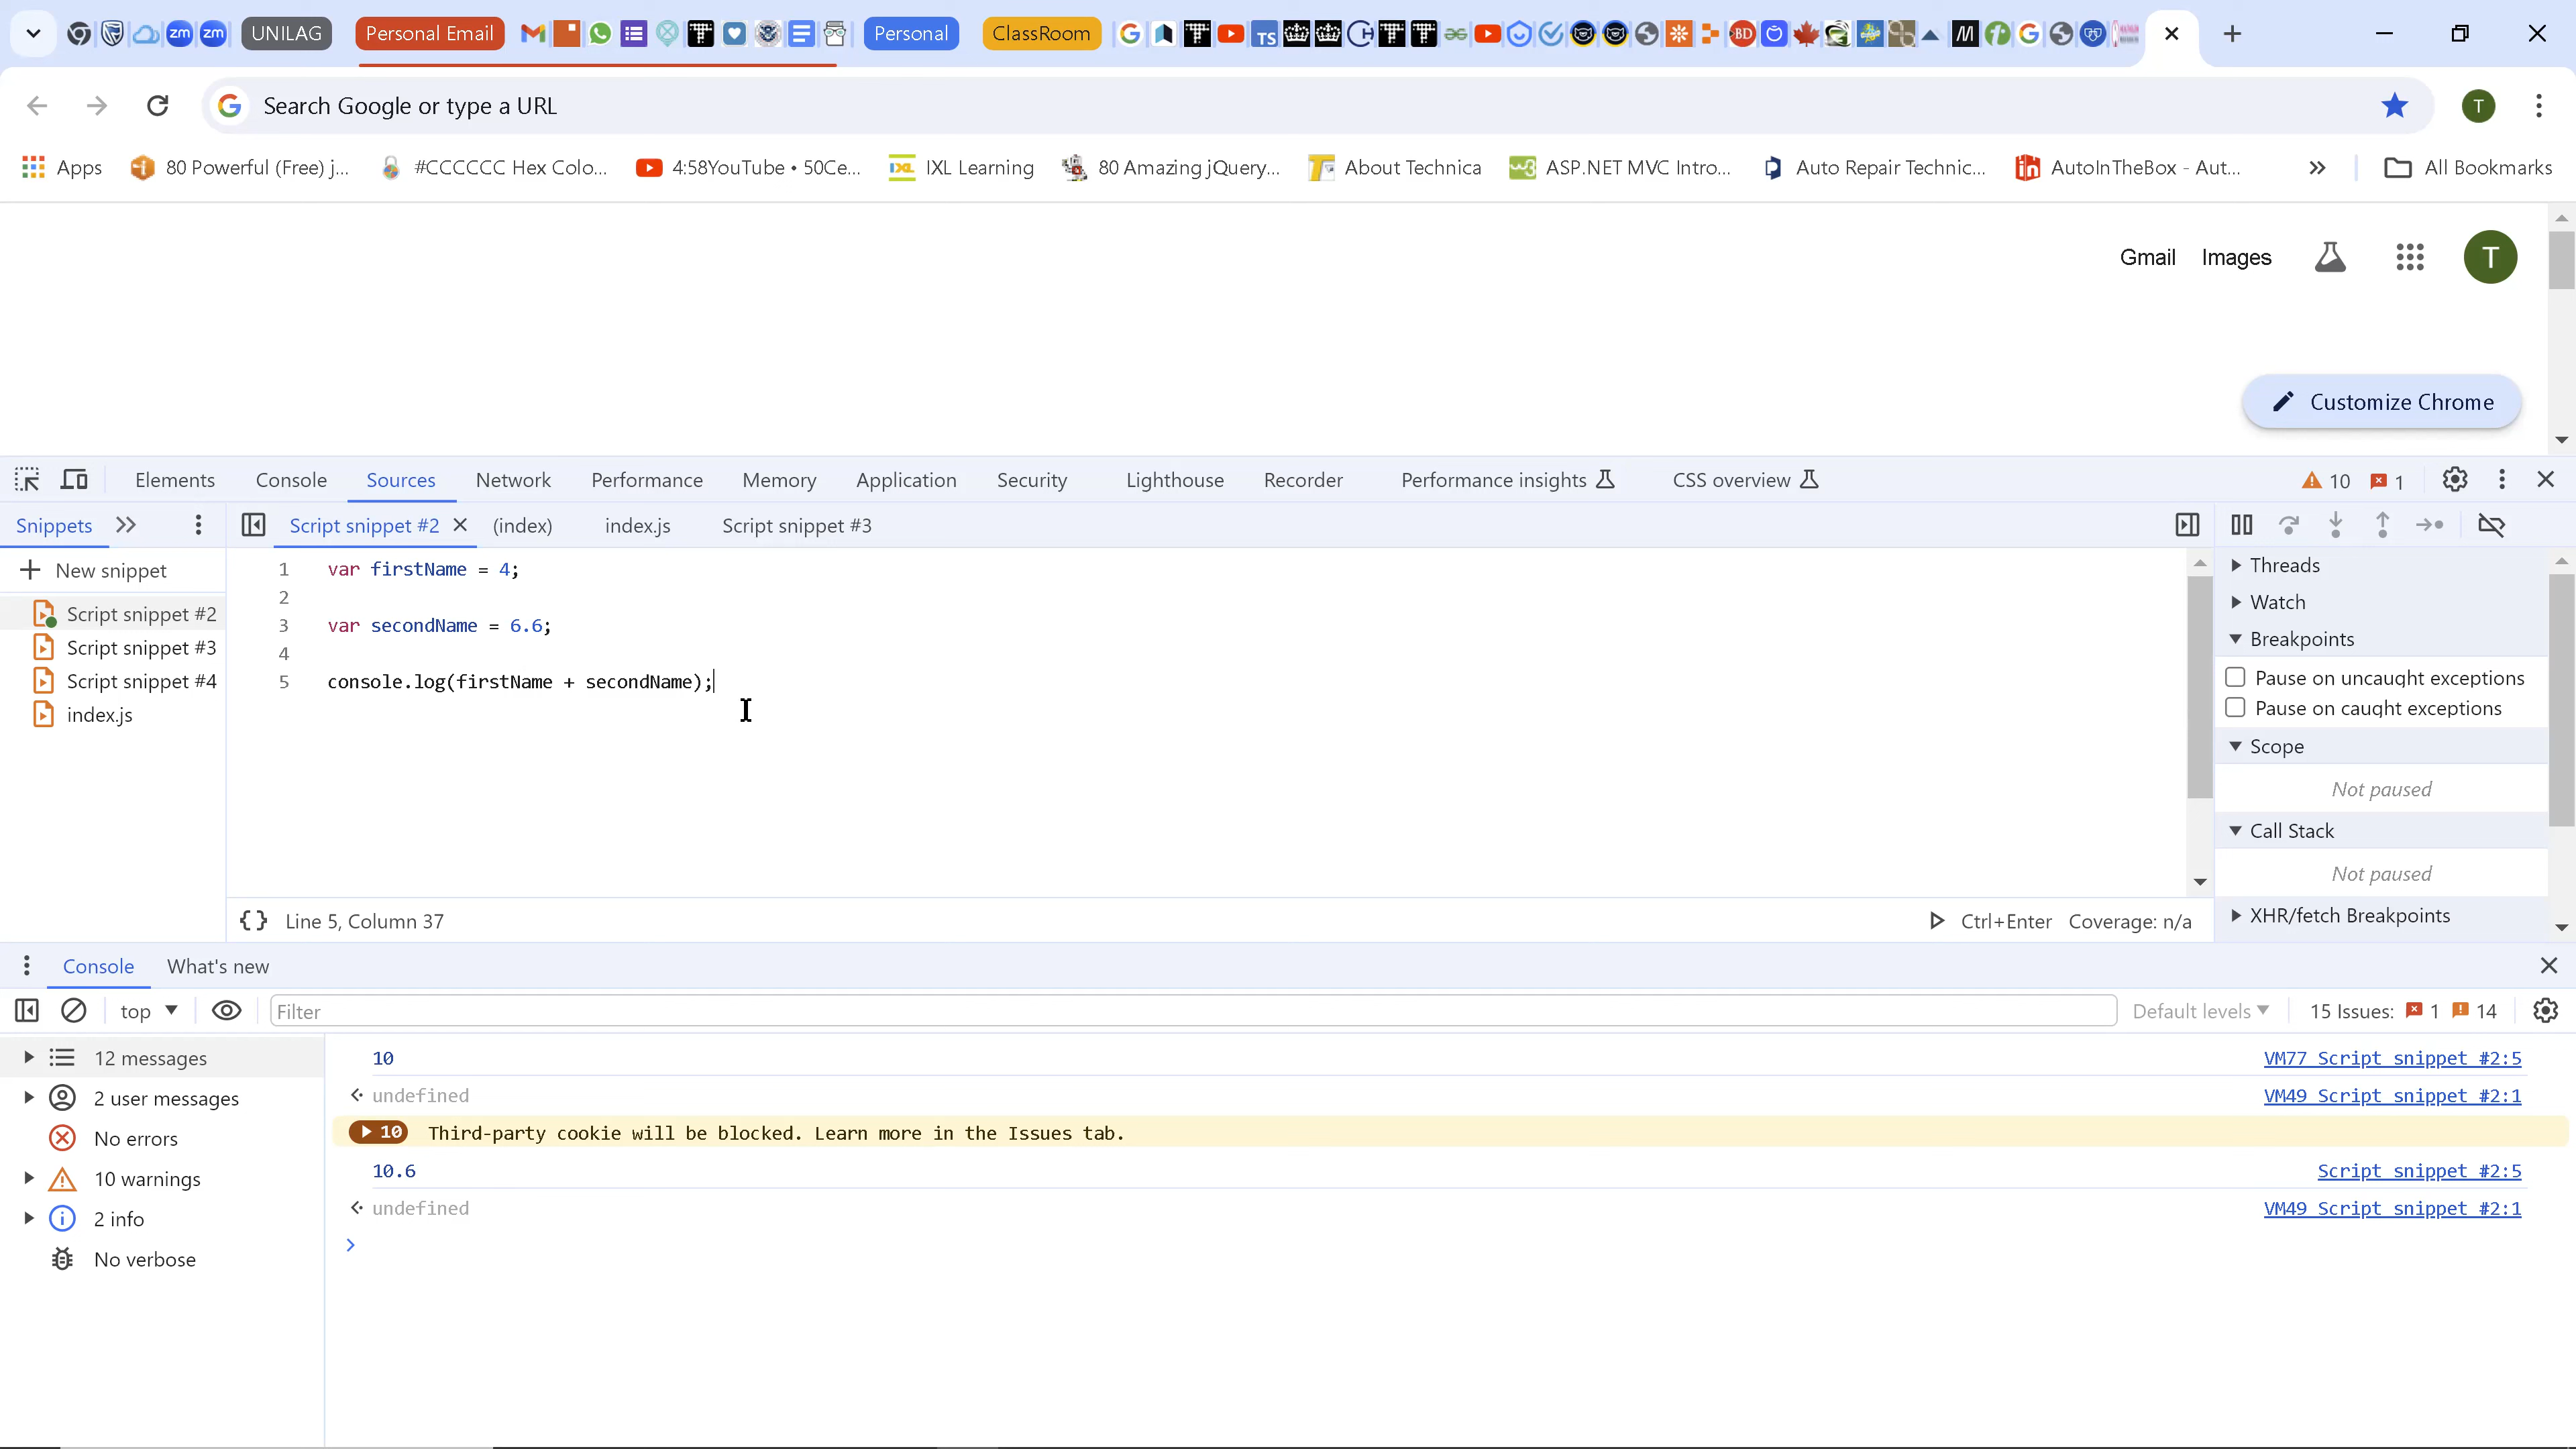 UNILAG Personal Email Personal ClassRoom
Search Google or type a URL
Apps 80 Powerful (Free) j... #CCCCCC Hex Colo... 4:58YouTube • 50Ce... IXL Learning 80 Amazing jQuery... About Technica ASP.NET MVC Intro... Auto Repair Technic... AutoInTheBox - Aut... » All Bookmarks
Gmail Images T
Customize Chrome
Elements Console Sources Network Performance Memory Application Security Lighthouse Recorder Performance insights CSS overview 10 1
Snippets Script snippet #2 (index) index.js Script snippet #3
New snippet
Script snippet #2
Script snippet #3
Script snippet #4
index.js
1 var firstName = 4;
2
3 var secondName = 6.6;
4
5 console.log(firstName + secondName);
{ } Line 5, Column 37 Ctrl+Enter Coverage: n/a
Threads
Watch
Breakpoints
Pause on uncaught exceptions
Pause on caught exceptions
Scope
Not paused
Call Stack
Not paused
XHR/fetch Breakpoints
Console What's new
top Filter Default levels 15 Issues: 1 14
12 messages
2 user messages
No errors
10 warnings
2 info
No verbose
10 VM77 Script snippet #2:5
undefined VM49 Script snippet #2:1
10 Third-party cookie will be blocked. Learn more in the Issues tab.
10.6 Script snippet #2:5
undefined VM49 Script snippet #2:1